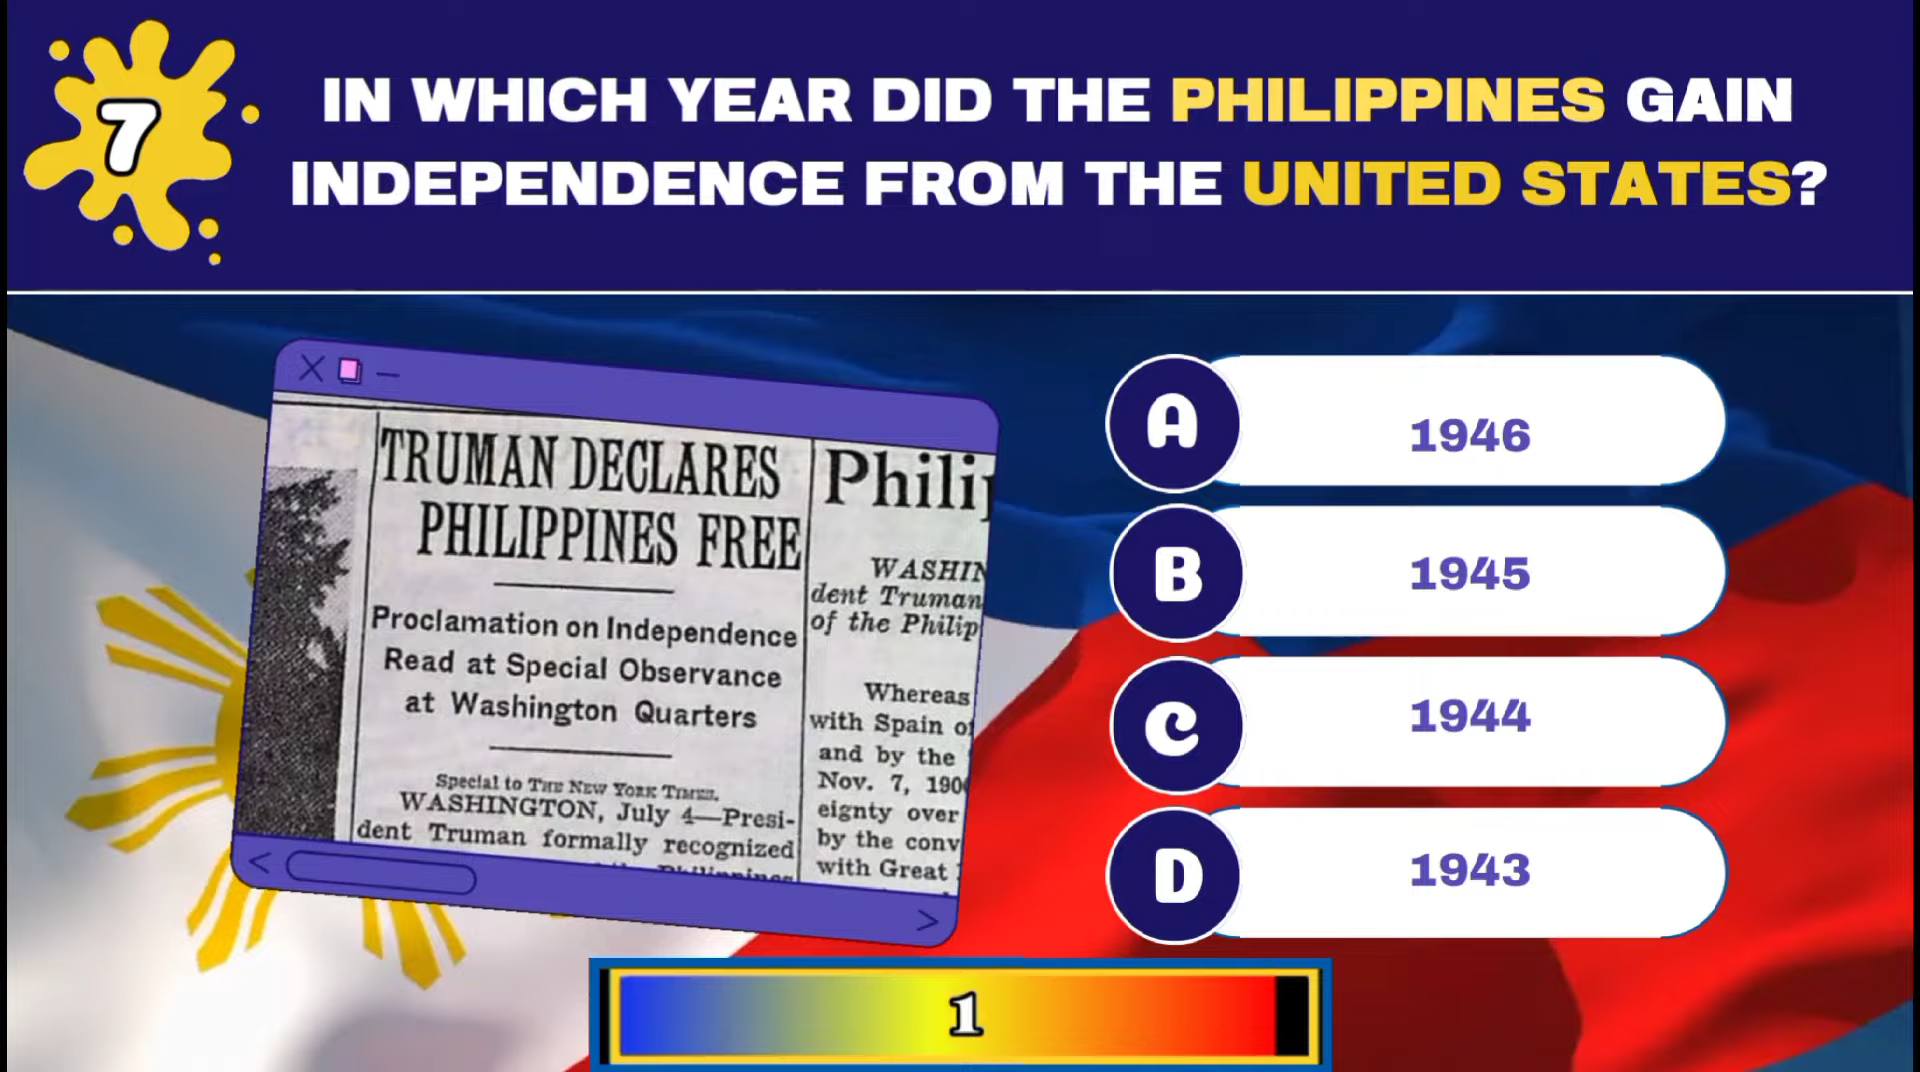 7
IN WHICH YEAR DID THE PHILIPPINES GAIN
INDEPENDENCE FROM THE UNITED STATES?
TRUMAN DECLARES
PHILIPPINES FREE
Proclamation on Independence
Read at Special Observance
at Washington Quarters
Special to THE NEW YORK TIMES.
WASHINGTON, July 4—Presi-
dent Truman formally recognized
Philippines
Phili
WASHIN
dent Truman
of the Philip
Whereas
with Spain of
and by the
Nov. 7, 190
eignty over
by the conv
with Great
A 1946
B 1945
C 1944
D 1943
1